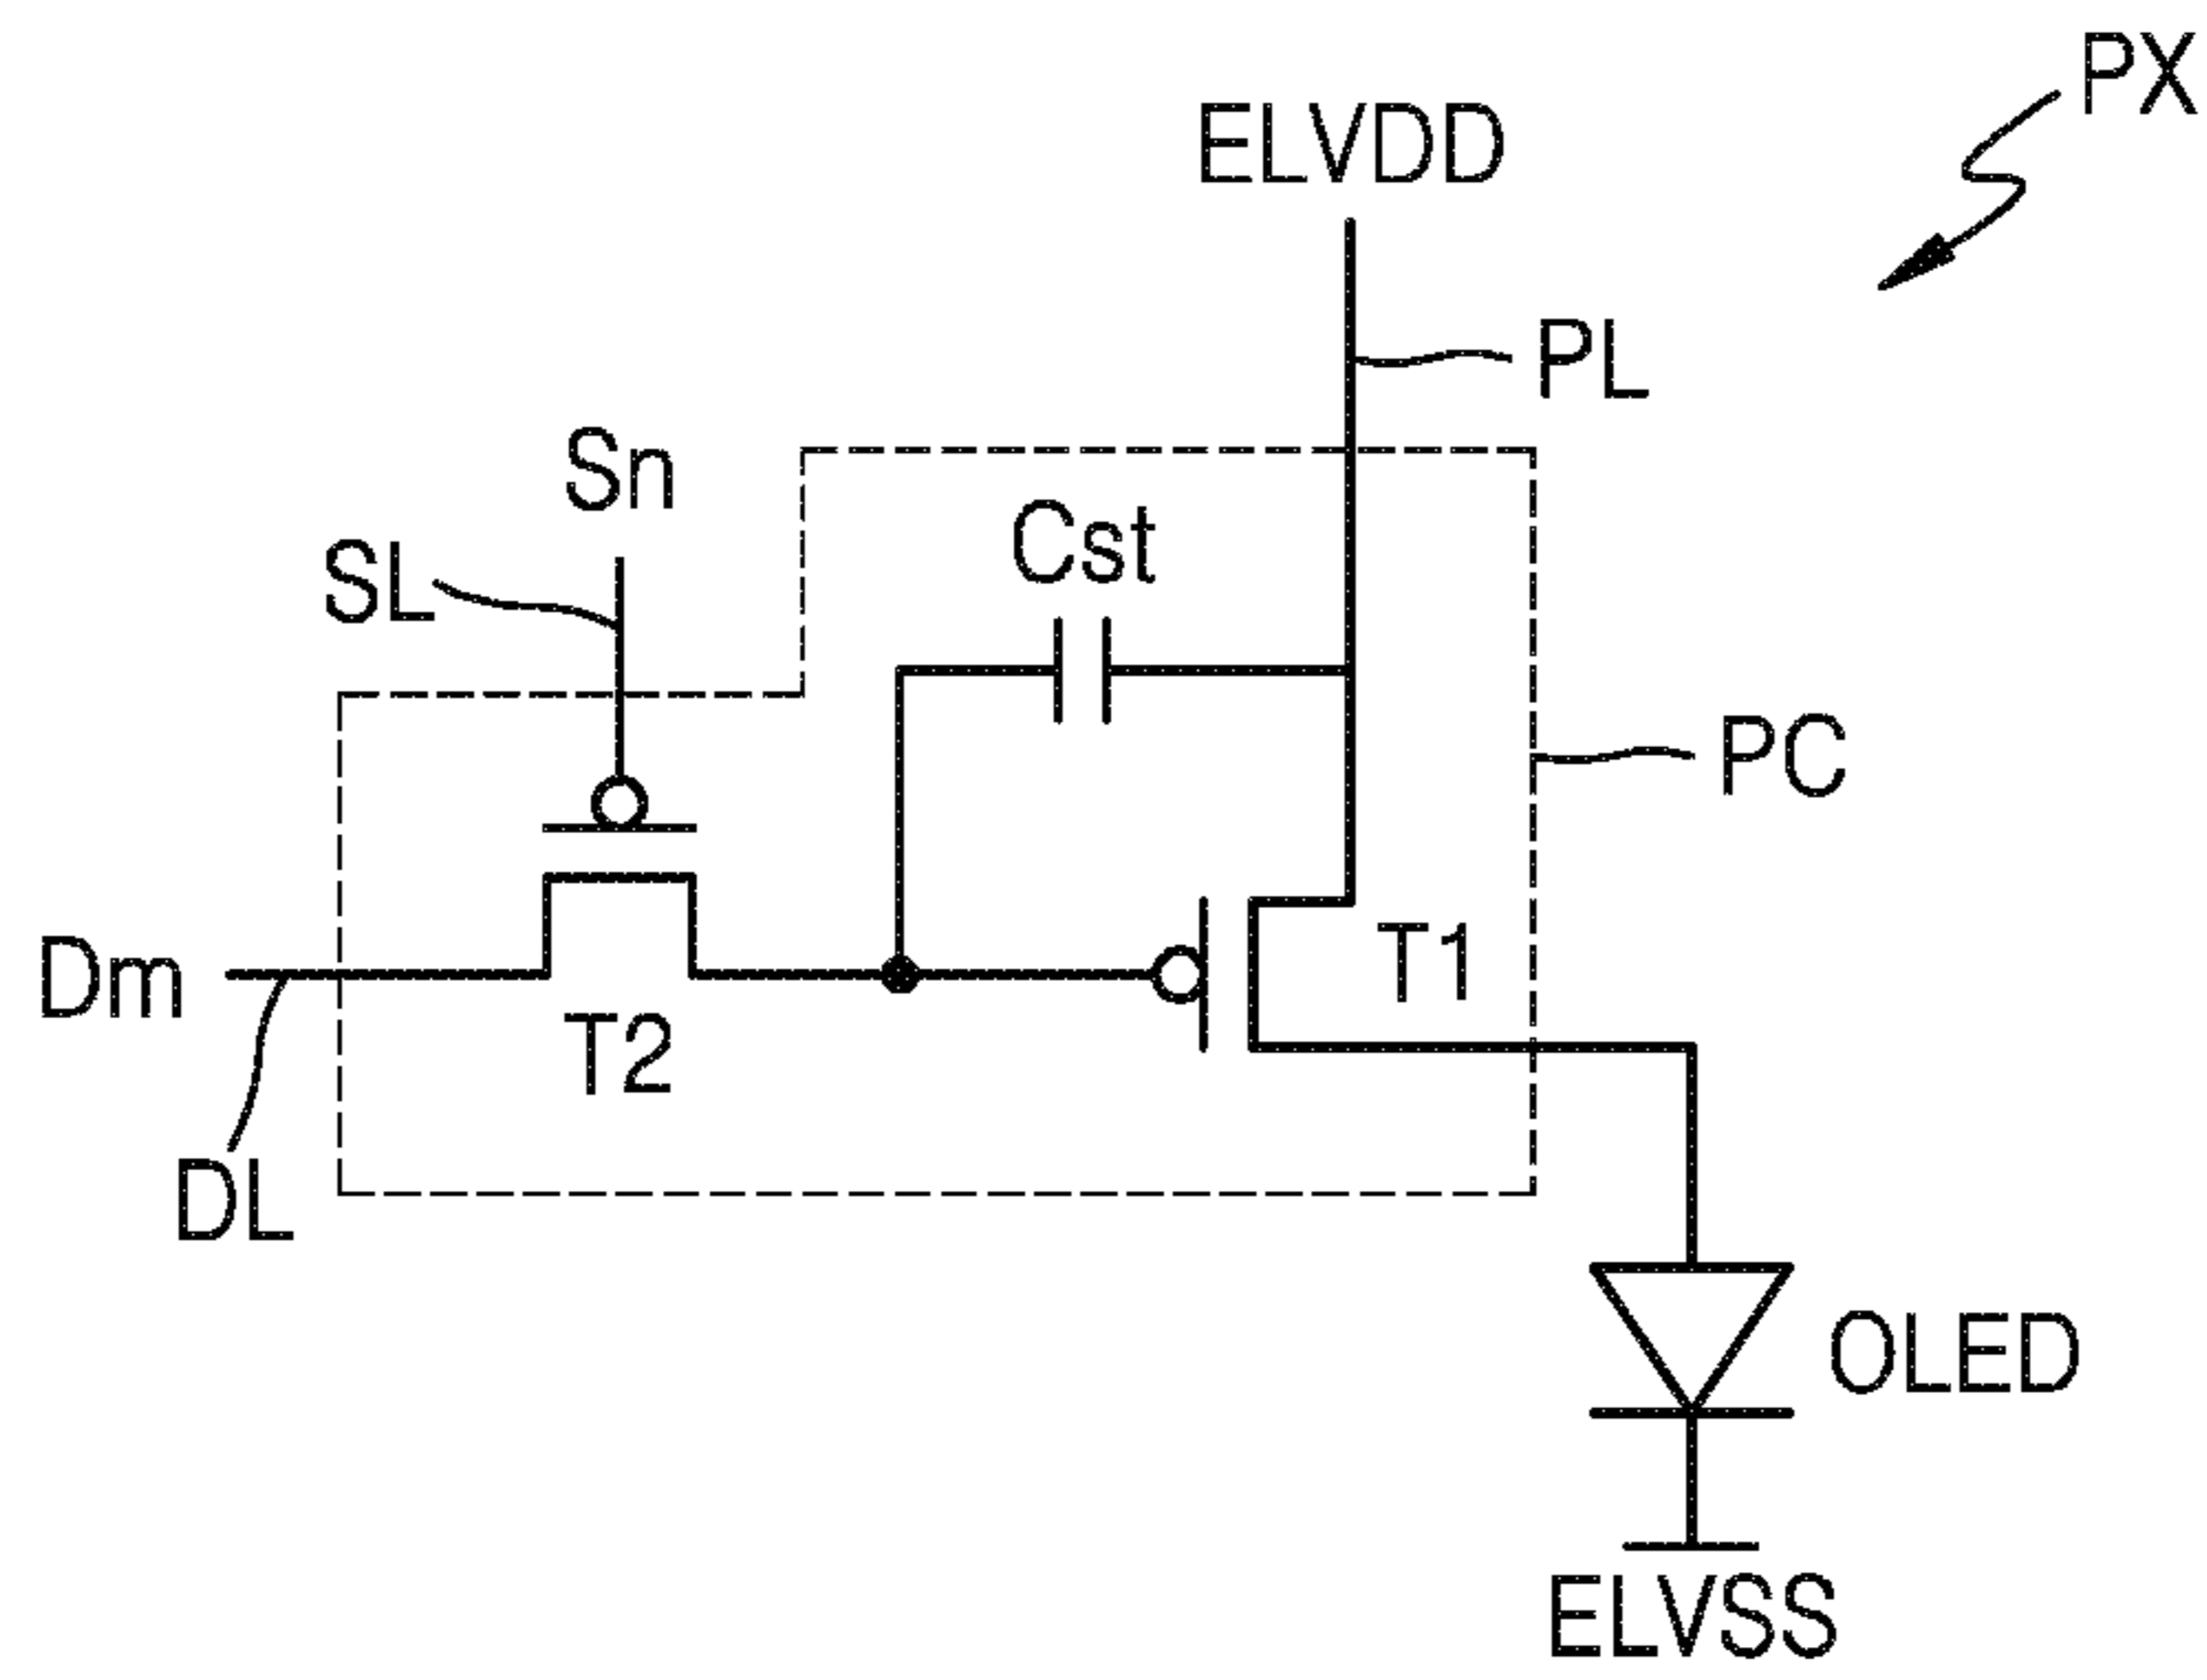 PX
ELVDD
PL
Sn
SL
Cst
PC
Dm
T1
T2
DL
OLED
ELVSS